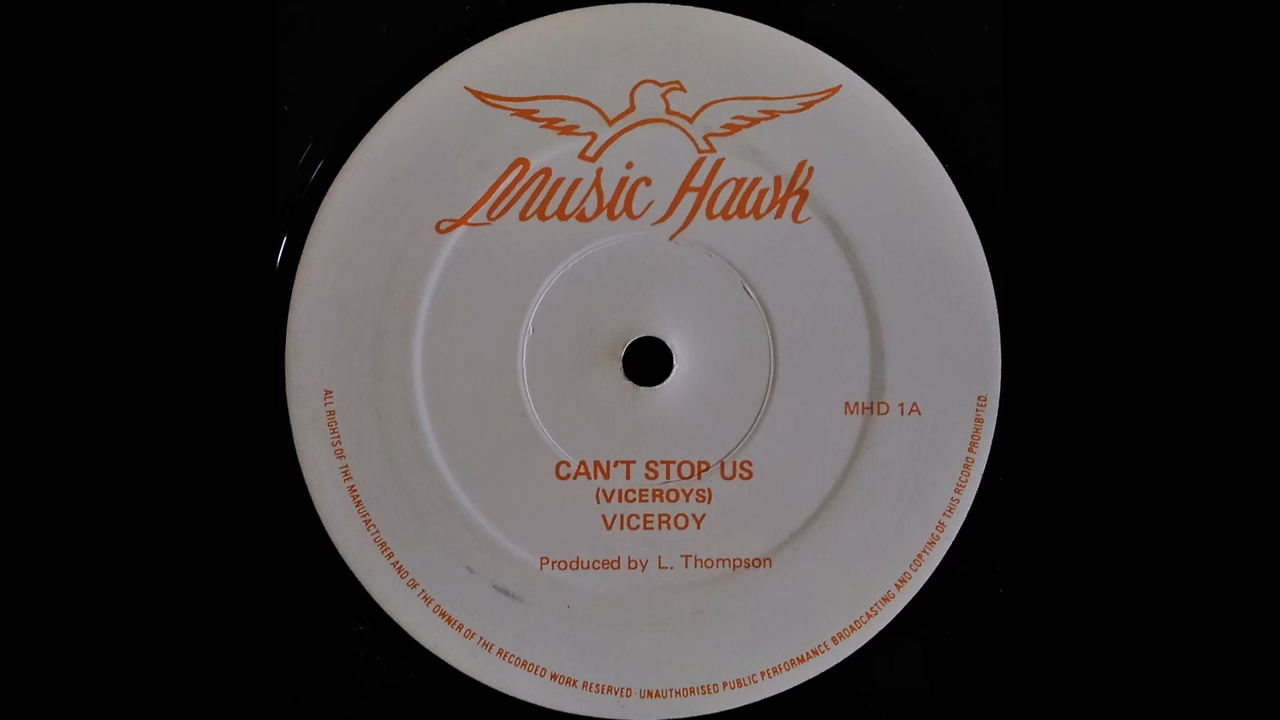 Music Hawk
MHD 1A
CAN'T STOP US
(VICEROYS)
VICEROY
Produced by L. Thompson
ALL RIGHTS OF THE MANUFACTURER AND OF THE OWNER OF THE RECORDED WORK RESERVED · UNAUTHORISED PUBLIC PERFORMANCE BROADCASTING AND COPYING OF THIS RECORD PROHIBITED.